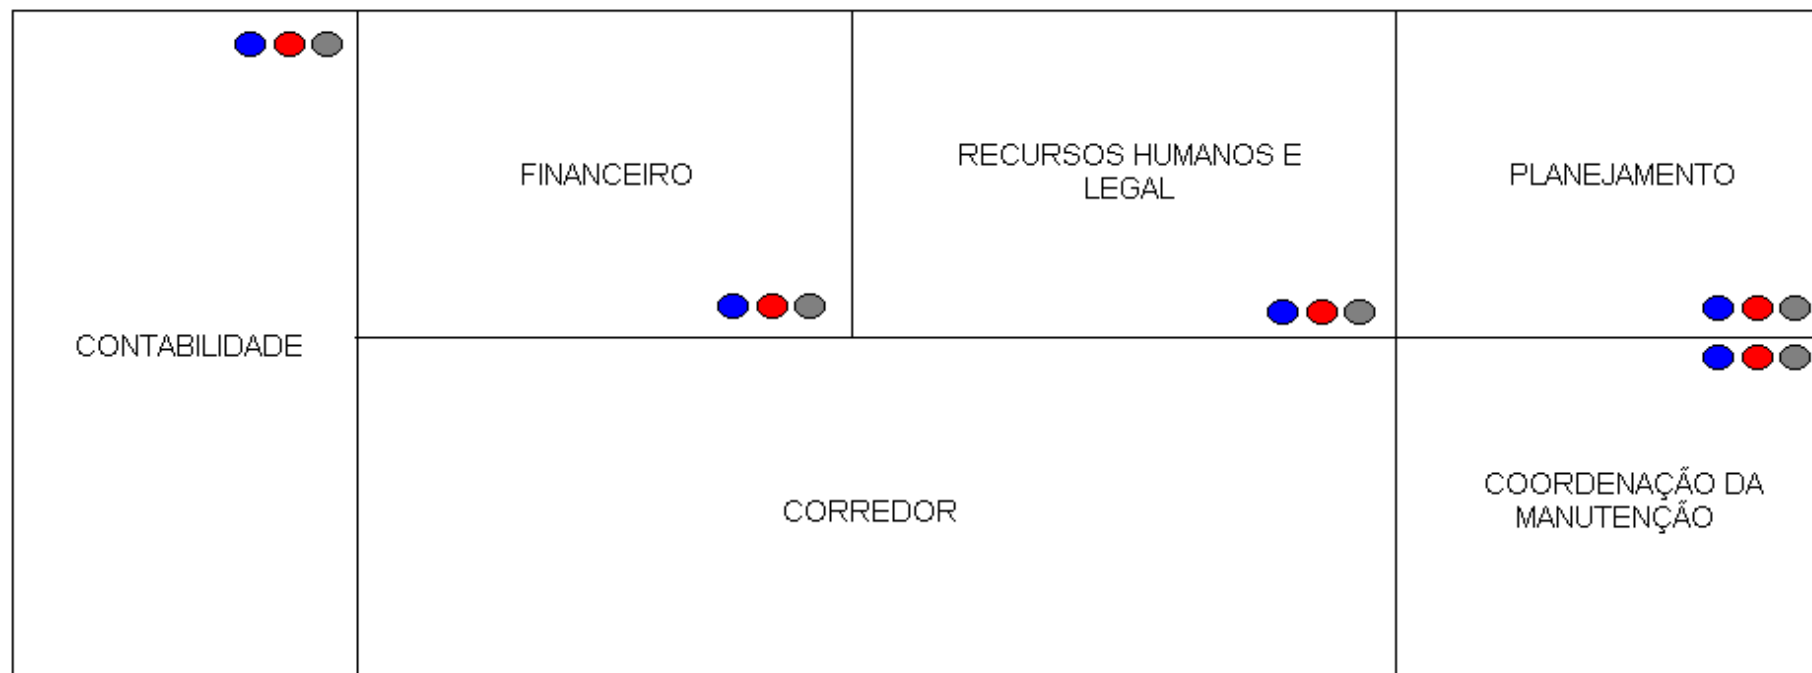 FINANCEIRO
RECURSOS HUMANOS E
LEGAL
PLANEJAMENTO
CONTABILIDADE
CORREDOR
COORDENAÇÃO DA
MANUTENÇÃO